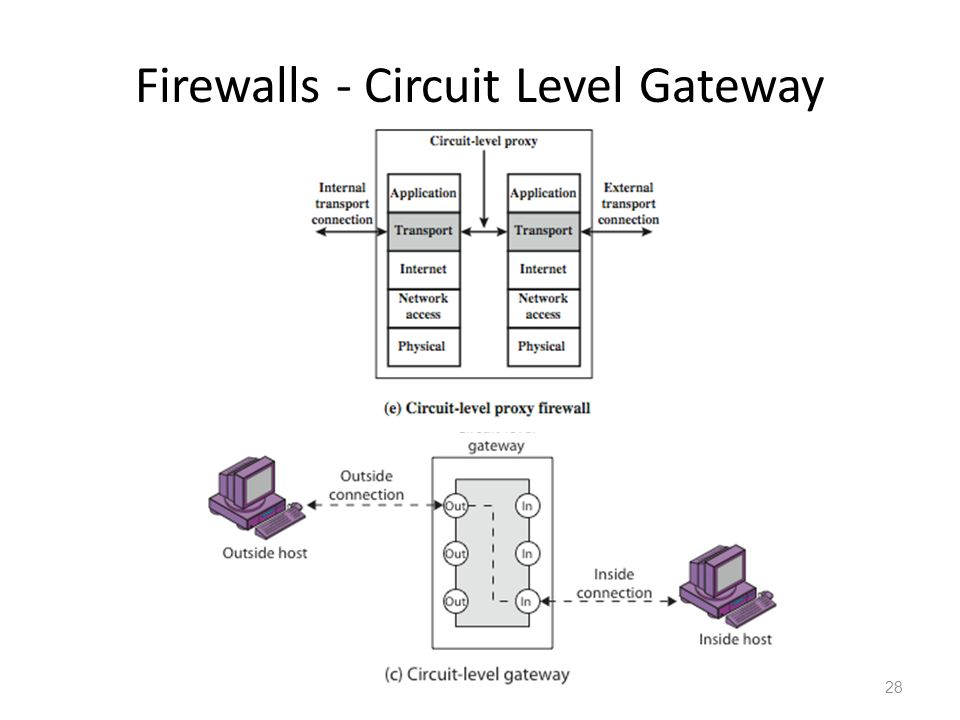 Firewalls - Circuit Level Gateway
Circuit-level proxy
Internal
transport
connection
Application
Transport
Internet
Network
access
Physical
Application
Transport
Internet
Network
access
Physical
External
transport
connection
(e) Circuit-level proxy firewall
Circuit-level
gateway
Outside
connection
Outside host
Out
Out
Out
In
In
In
Inside
connection
Inside host
(c) Circuit-level gateway
28